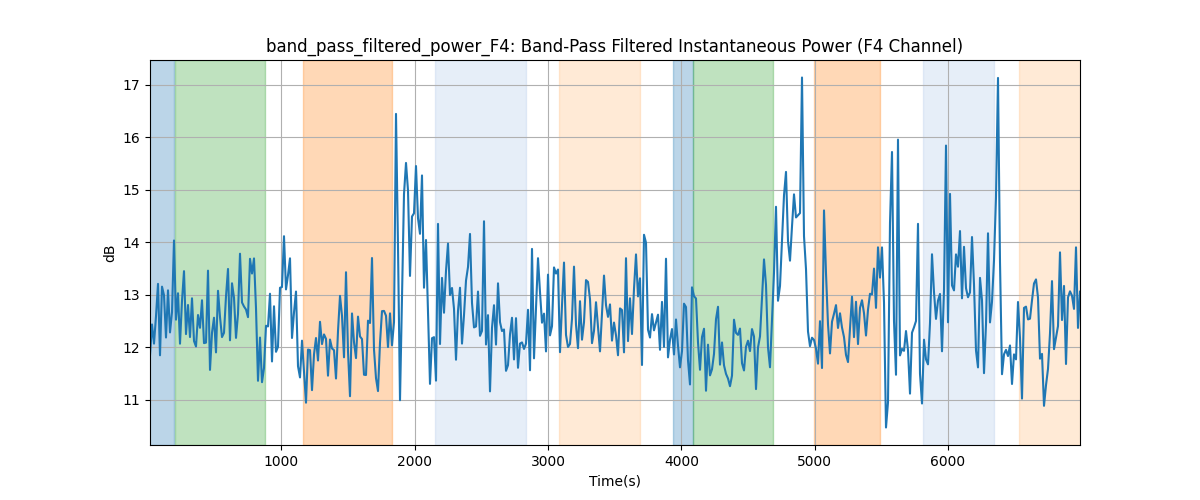 band_pass_filtered_power_F4: Band-Pass Filtered Instantaneous Power (F4 Channel)
17
16
15
14
13
12
11
dB
1000 2000 3000 4000 5000 6000
Time(s)